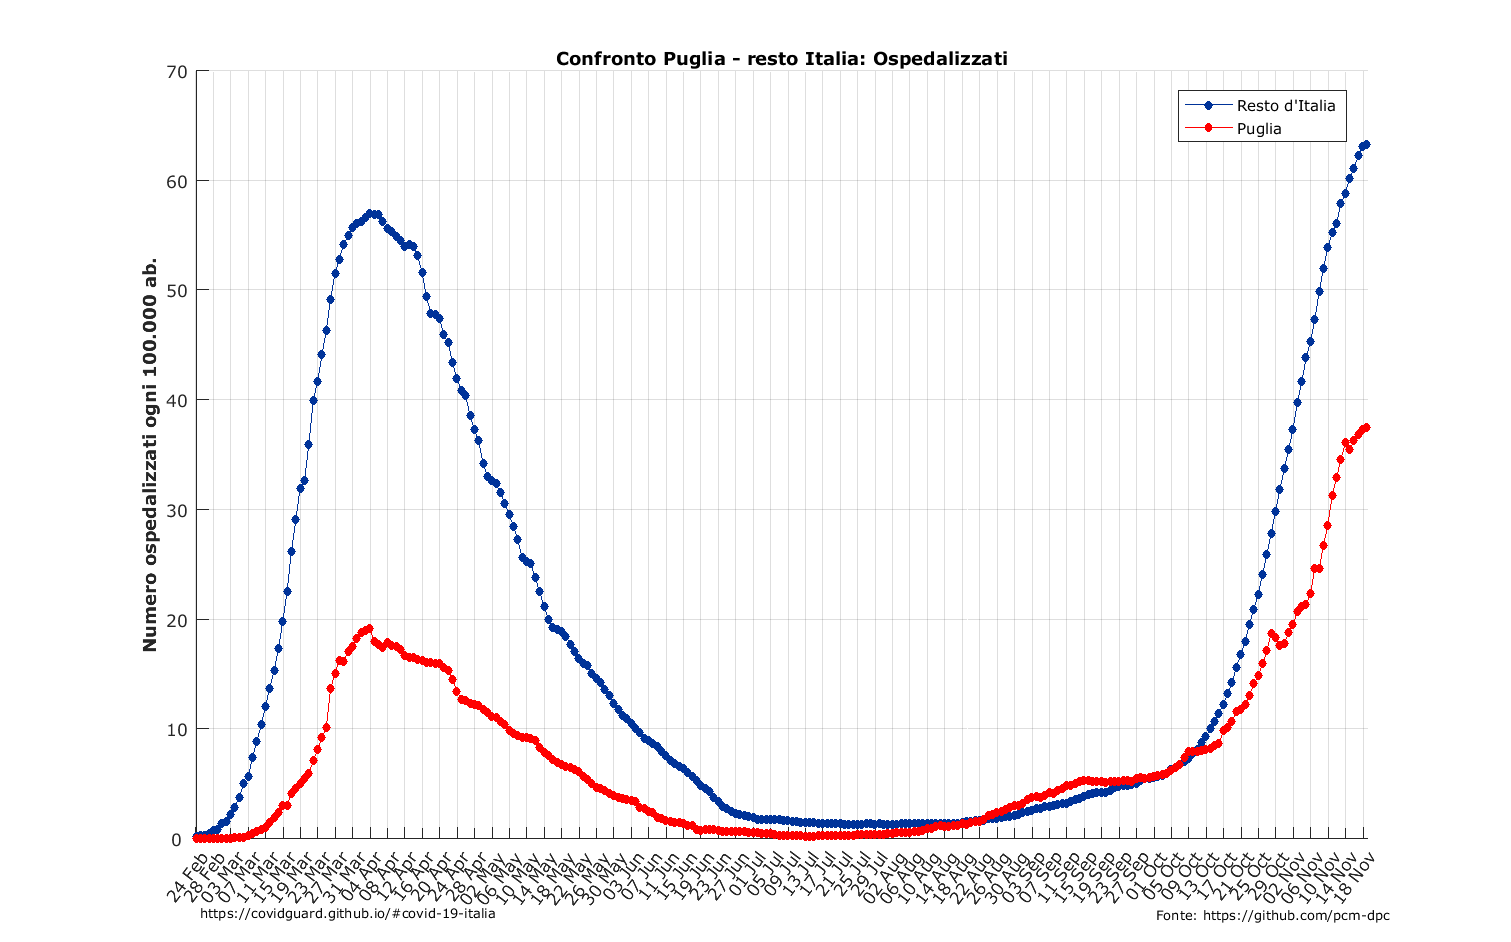 Confronto Puglia - resto Italia: Ospedalizzati
Resto d'Italia
Puglia
Numero ospedalizzati ogni 100.000 ab.
70
60
50
40
30
20
10
0
24 Feb
28 Feb
03 Mar
07 Mar
11 Mar
15 Mar
19 Mar
23 Mar
27 Mar
31 Mar
04 Apr
08 Apr
12 Apr
16 Apr
20 Apr
24 Apr
28 Apr
02 May
06 May
10 May
14 May
18 May
22 May
26 May
30 May
03 Jun
07 Jun
11 Jun
15 Jun
19 Jun
23 Jun
27 Jun
01 Jul
05 Jul
09 Jul
13 Jul
17 Jul
21 Jul
25 Jul
29 Jul
02 Aug
06 Aug
10 Aug
14 Aug
18 Aug
22 Aug
26 Aug
30 Aug
03 Sep
07 Sep
11 Sep
15 Sep
19 Sep
23 Sep
27 Sep
01 Oct
05 Oct
09 Oct
13 Oct
17 Oct
21 Oct
25 Oct
29 Oct
02 Nov
06 Nov
10 Nov
14 Nov
18 Nov
https://covidguard.github.io/#covid-19-italia
Fonte: https://github.com/pcm-dpc